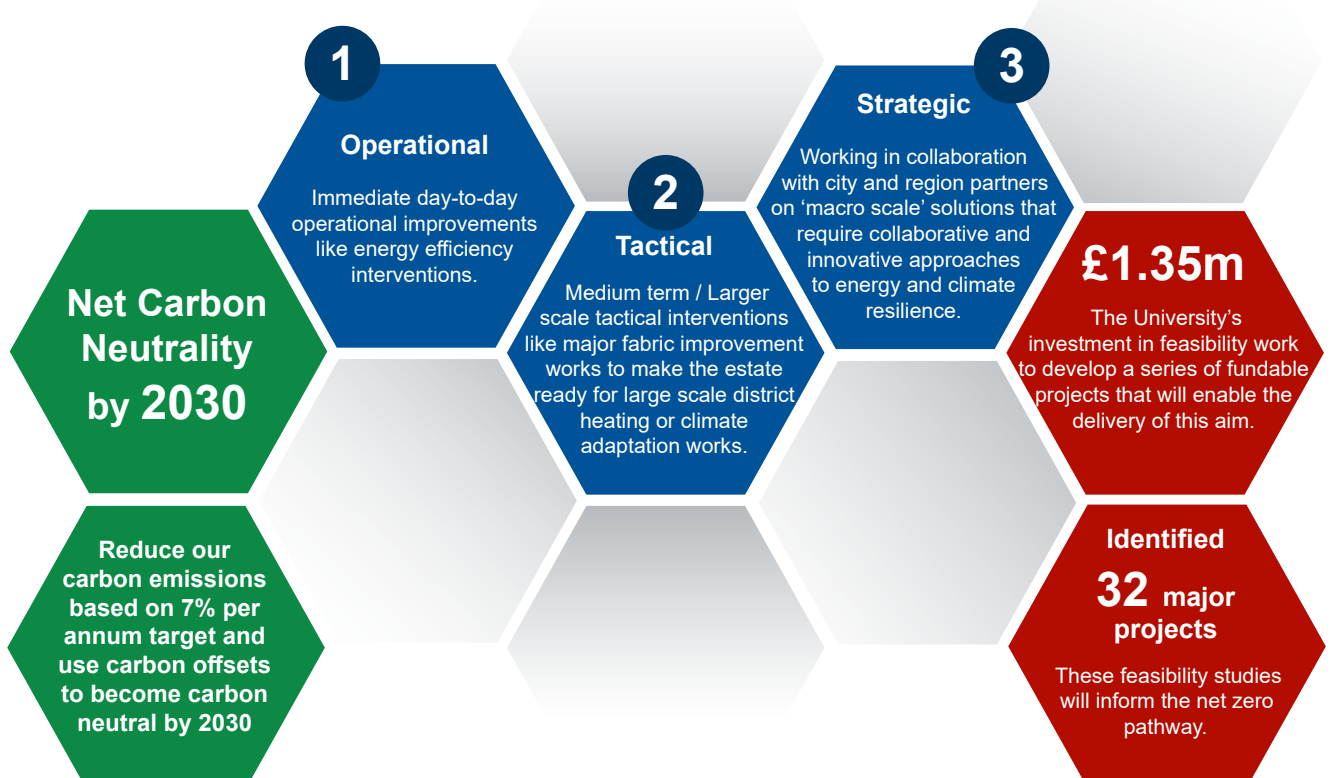 Net Carbon
Neutrality
by 2030
Reduce our
carbon emissions
based on 7% per
annum target and
use carbon offsets
to become carbon
neutral by 2030
1
Operational
Immediate day-to-day
operational improvements
like energy efficiency
interventions.
2
Tactical
Medium term / Larger
scale tactical interventions
like major fabric improvement
works to make the estate
ready for large scale district
heating or climate
adaptation works.
3
Strategic
Working in collaboration
with city and region partners
on ‘macro scale’ solutions that
require collaborative and
innovative approaches
to energy and climate
resilience.
£1.35m
The University’s
investment in feasibility work
to develop a series of fundable
projects that will enable the
delivery of this aim.
Identified
32 major
projects
These feasibility studies
will inform the net zero
pathway.